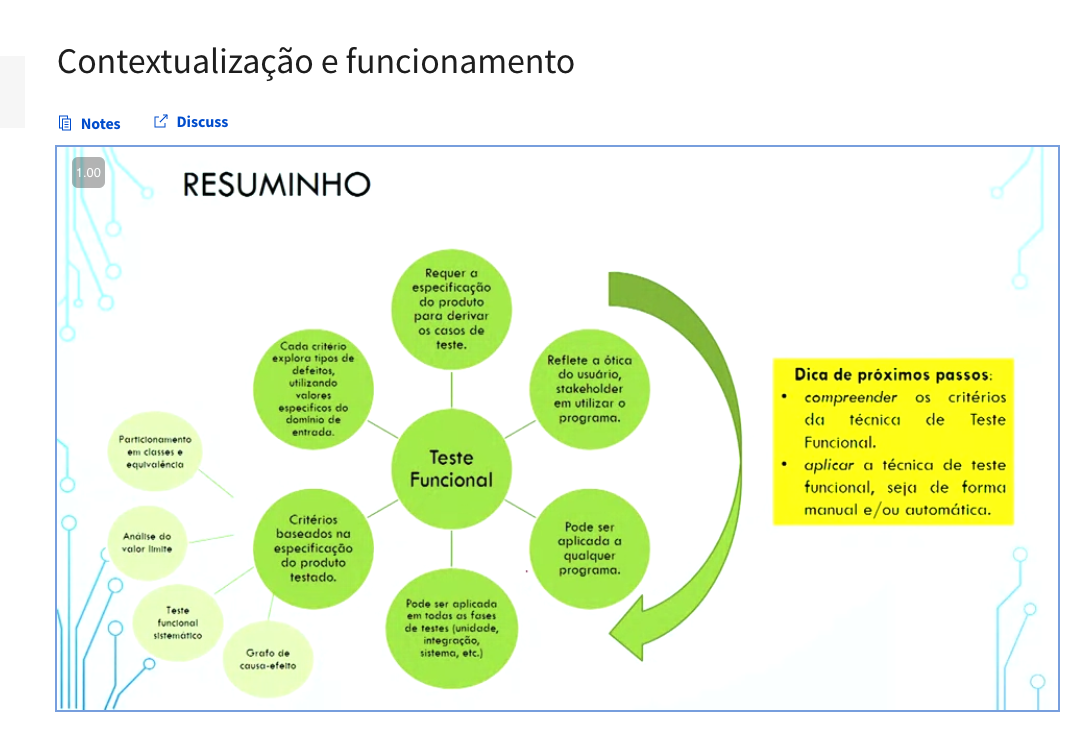 Contextualização e funcionamento
Notes
Discuss
1.00
RESUMINHO
Requer a
especificação
do produto
para derivar
os casos de
teste.
Reflete a ótica
do usuário,
stakeholder
em utilizar o
programa.
Pode ser
aplicada a
qualquer
programa.
Pode ser aplicada
em todas as fases
de testes (unidade,
integração,
sistema, etc.)
Critérios
baseados na
especificação
do produto
testado.
Cada critério
explora tipos de
defeitos,
utilizando
valores
específicos do
domínio de
entrada.
Teste
Funcional
Particionamento
em classes e
equivalência
Análise do
valor limite
Teste
funcional
sistemático
Grafo de
causa-efeito
Dica de próximos passos:
• compreender os critérios
da técnica de Teste
Funcional.
• aplicar a técnica de teste
funcional, seja de forma
manual e/ou automática.